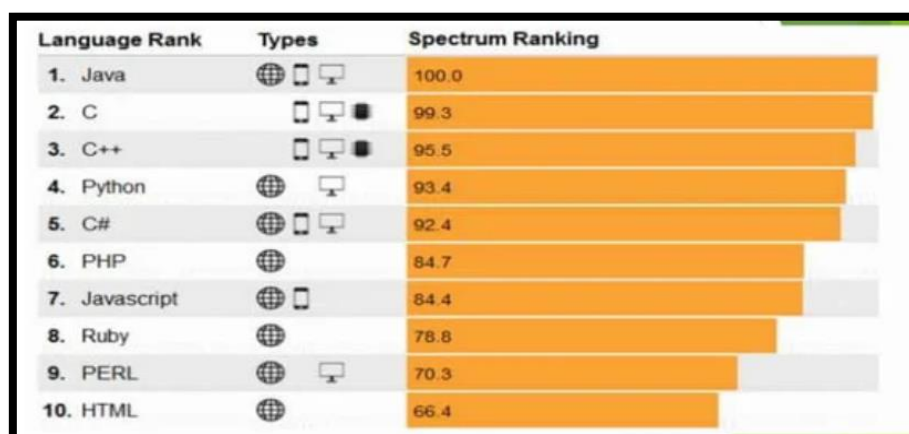 Language Rank Types Spectrum Ranking
1. Java 100.0
2. C 99.3
3. C++ 95.5
4. Python 93.4
5. C# 92.4
6. PHP 84.7
7. Javascript 84.4
8. Ruby 78.8
9. PERL 70.3
10. HTML 66.4